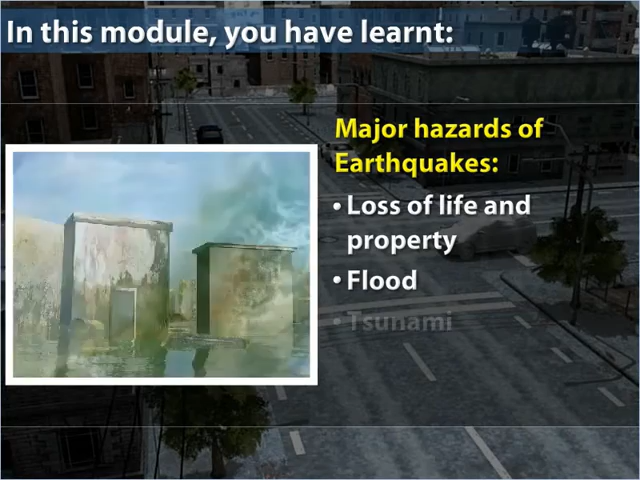 In this module, you have learnt:
Major hazards of
Earthquakes:
• Loss of life and
property
• Flood
• Tsunami